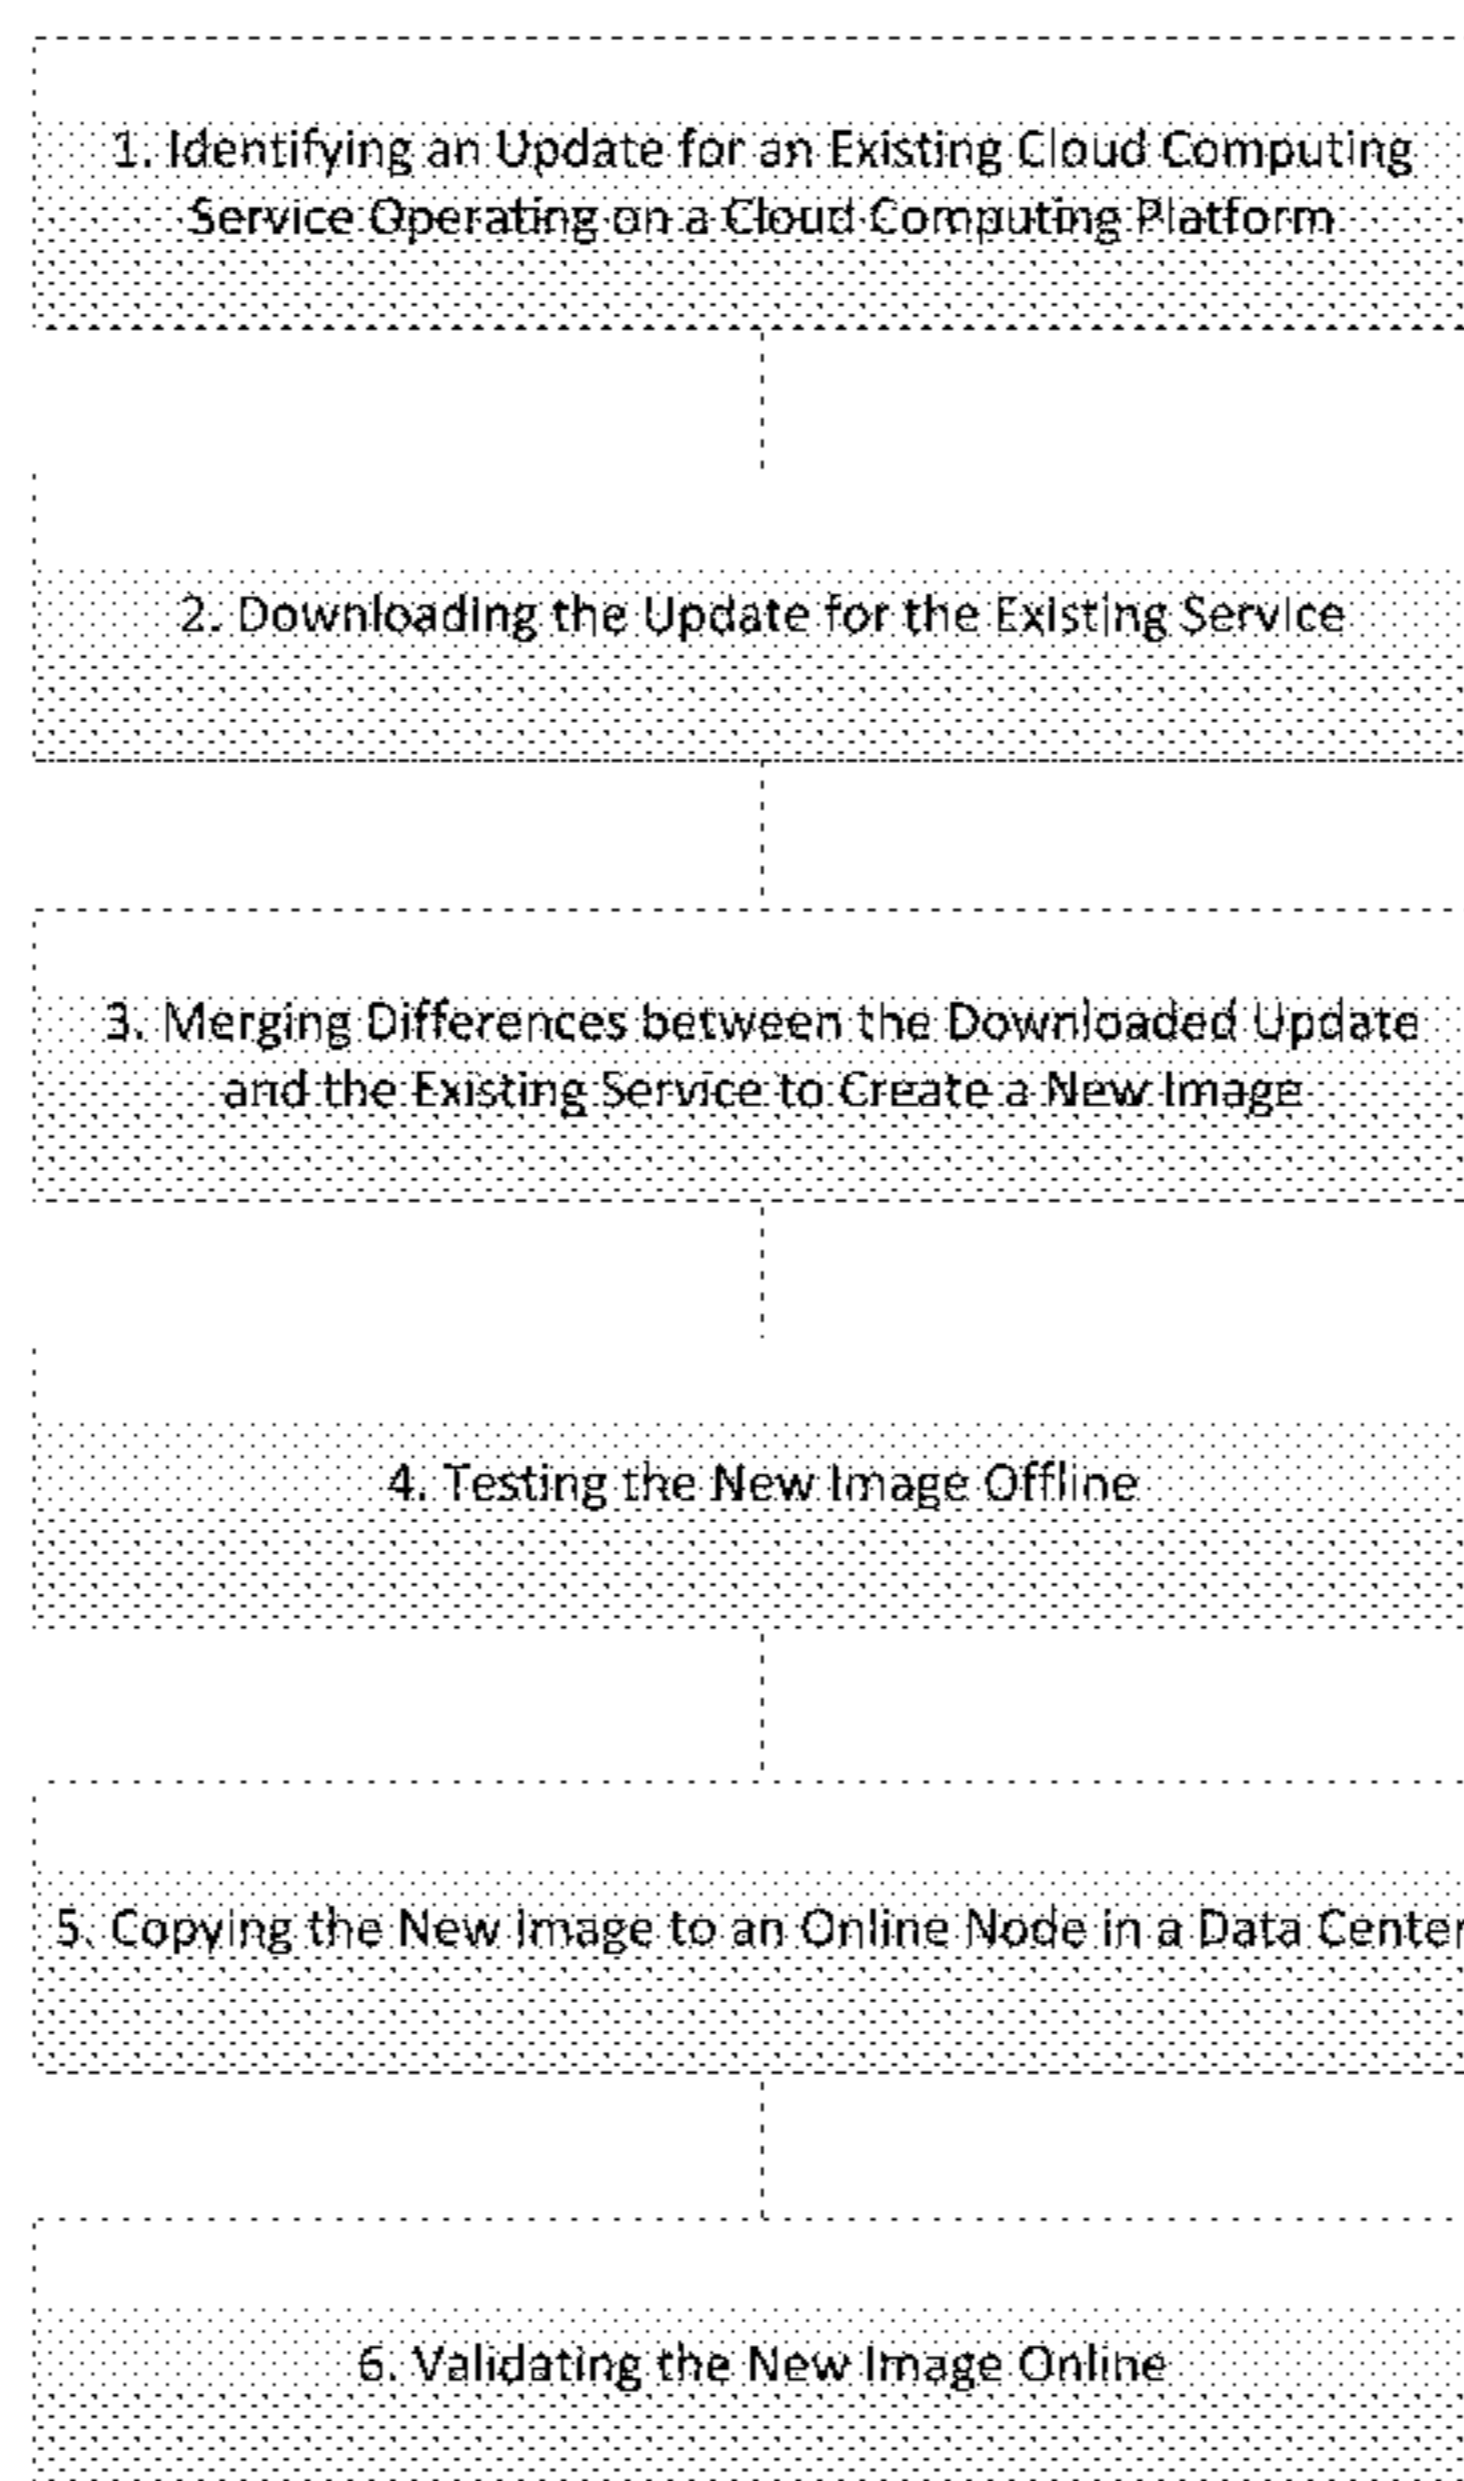 1. Identifying an Update for an Existing Cloud Computing
Service Operating on a Cloud Computing Platform
2. Downloading the Update for the Existing Service
3. Merging Differences between the Downloaded Update
and the Existing Service to Create a New Image
4. Testing the New Image Offline
5. Copying the New Image to an Online Node in a Data Center
6. Validating the New Image Online